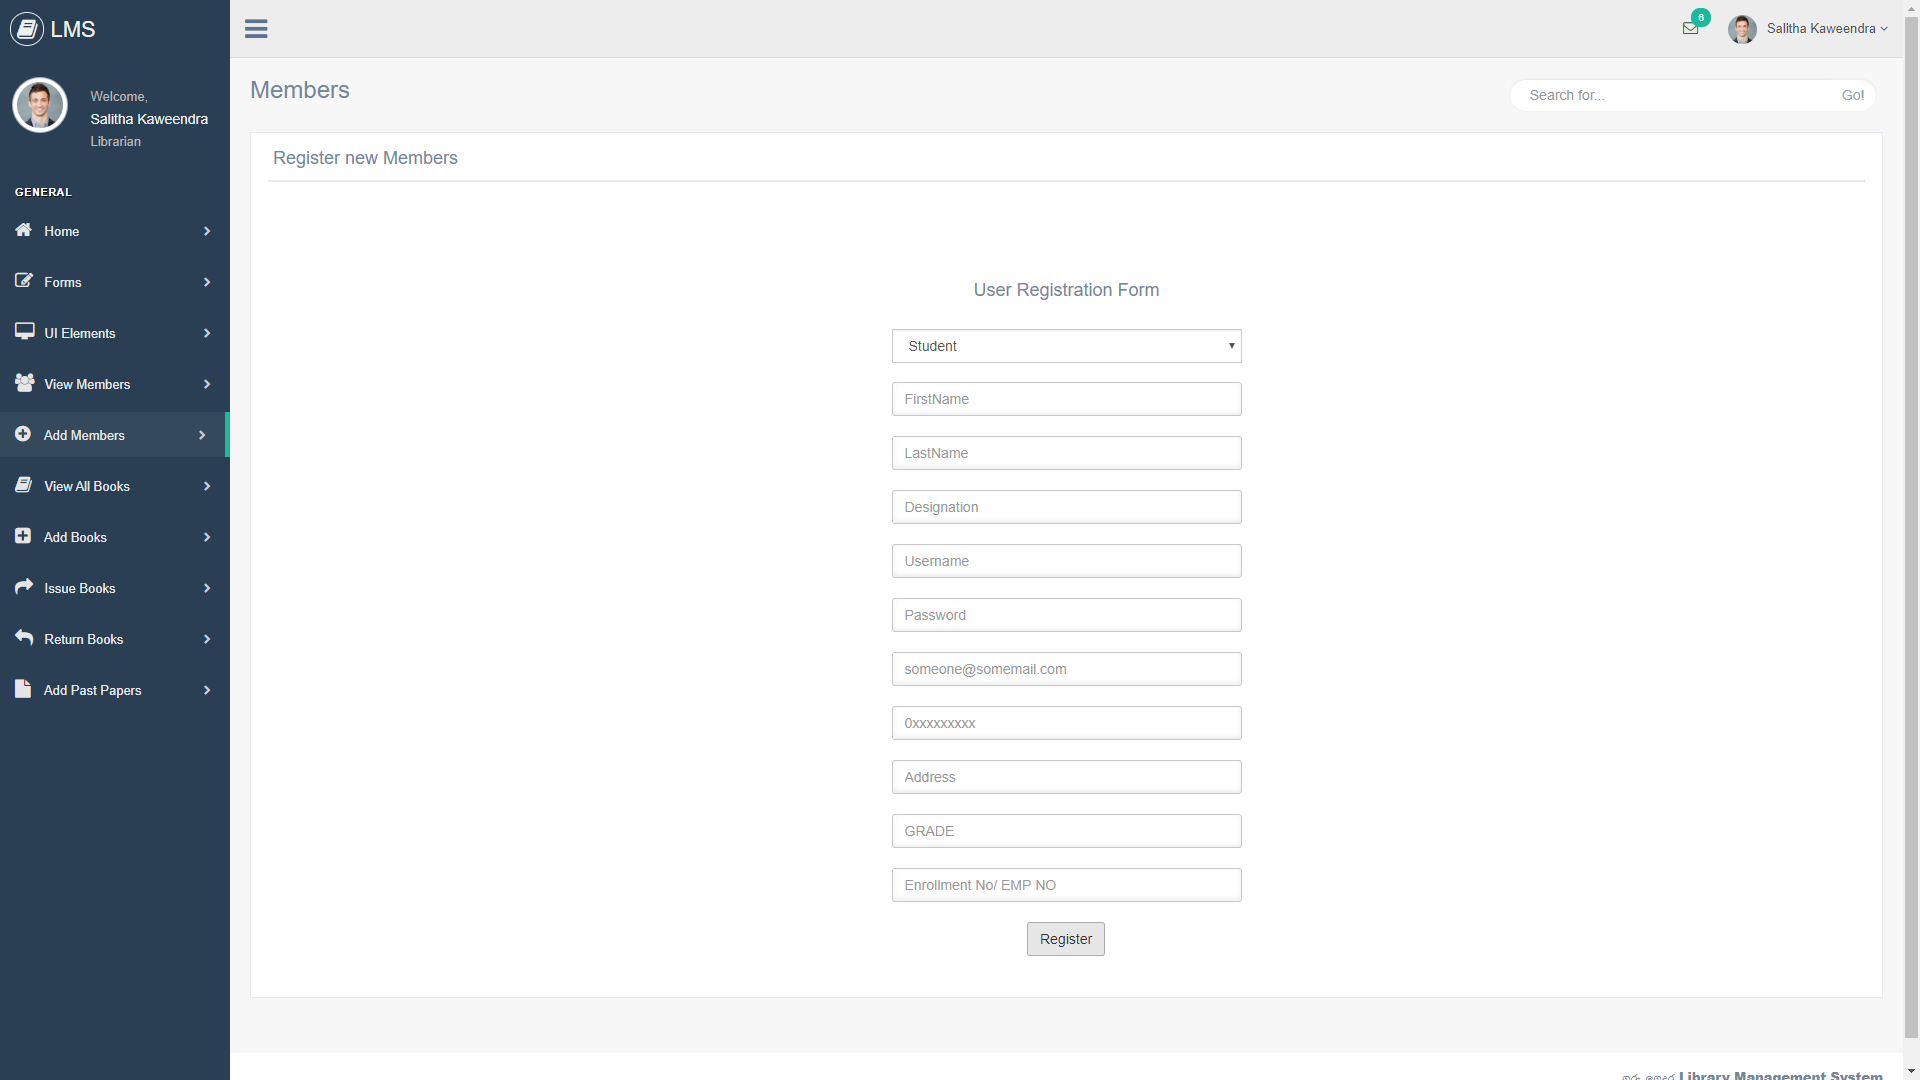 LMS
6
Salitha Kaweendra
Welcome,
Salitha Kaweendra
Librarian
Members
Search for...
Go!
Register new Members
GENERAL
Home
Forms
UI Elements
View Members
Add Members
View All Books
Add Books
Issue Books
Return Books
Add Past Papers
User Registration Form
Student
FirstName
LastName
Designation
Username
Password
someone@somemail.com
0xxxxxxxxx
Address
GRADE
Enrollment No/ EMP NO
Register
Library Management System